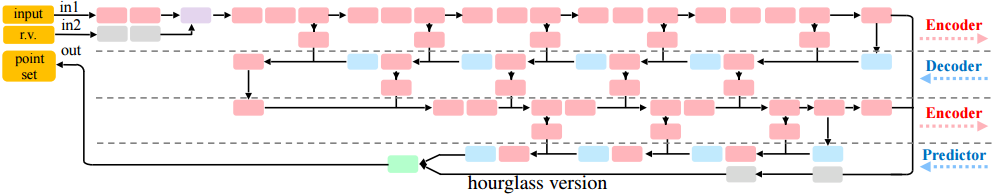 input in1
r.v. in2
point set out
Encoder
Decoder
Encoder
Predictor
hourglass version